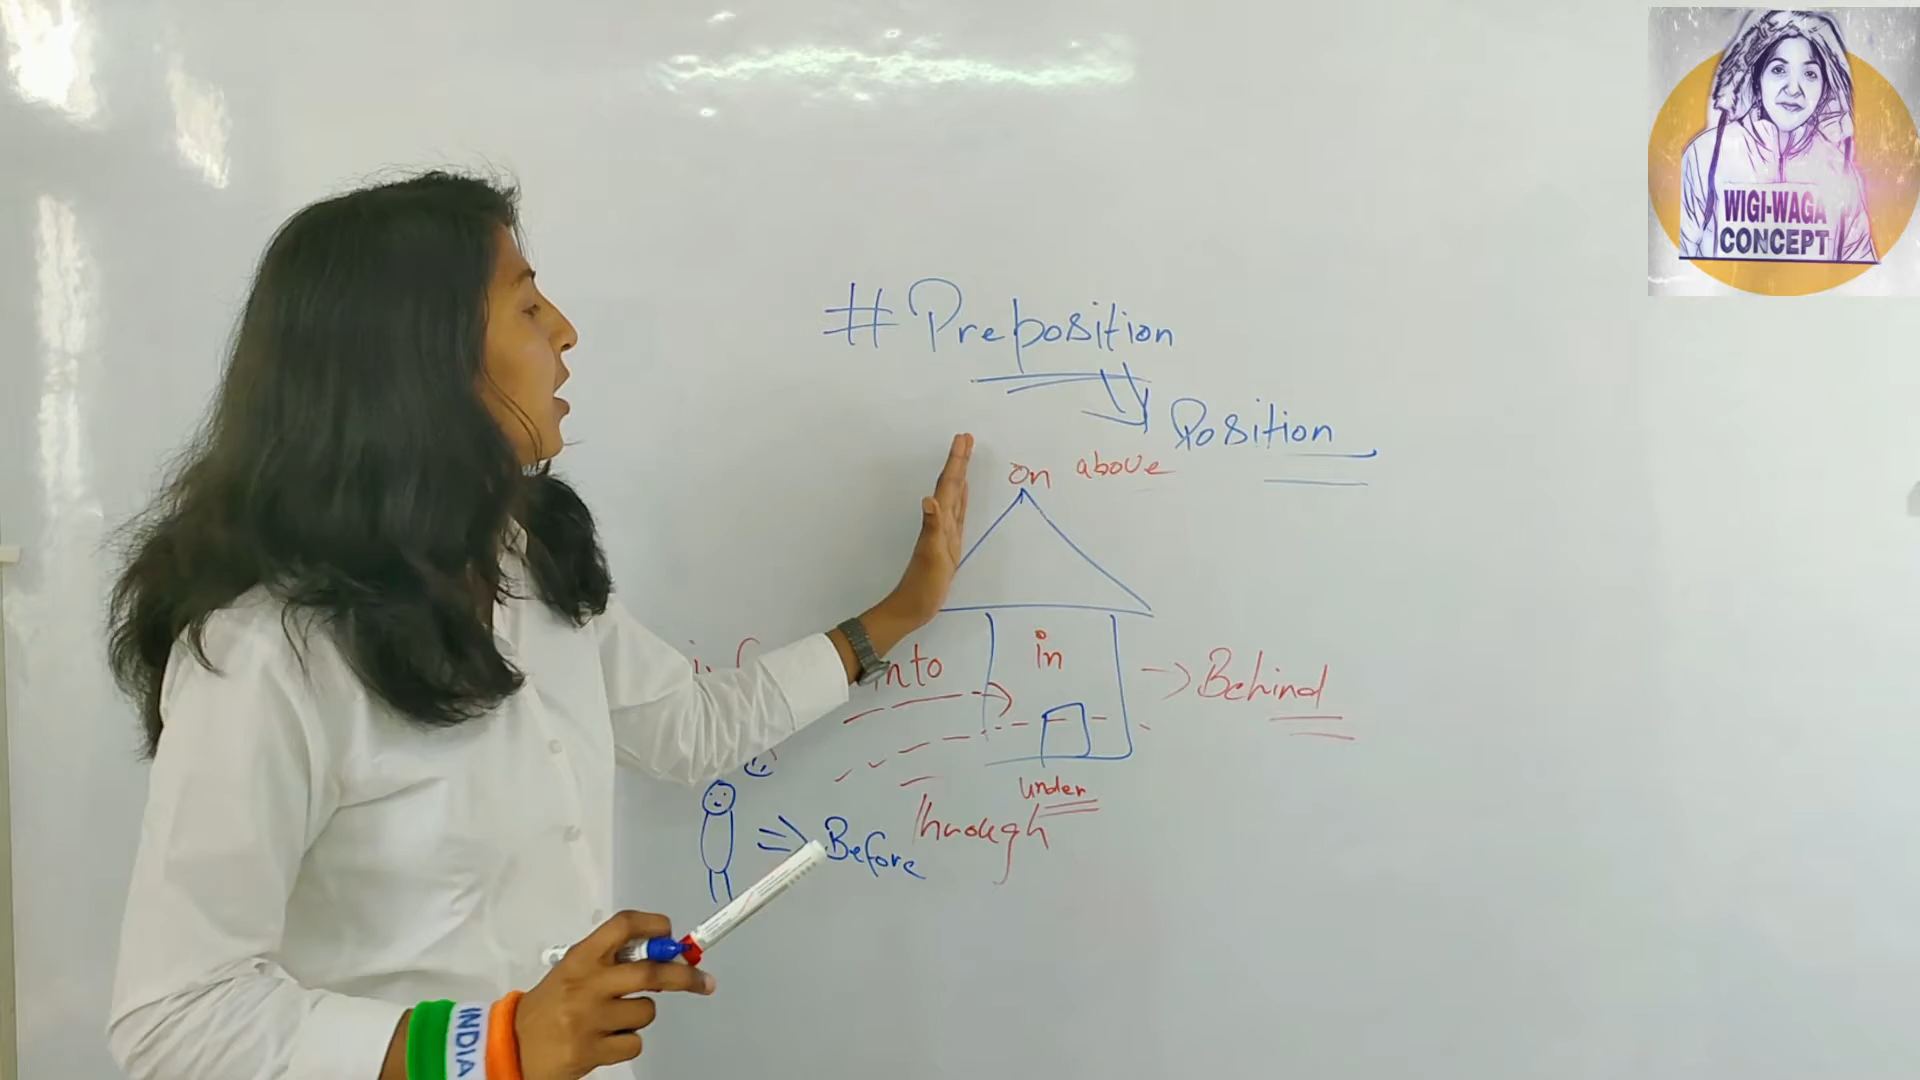 # Preposition
Position
on above
in
into
Behind
under
Through
Before
INDIA
WIGI-WAGA
CONCEPT